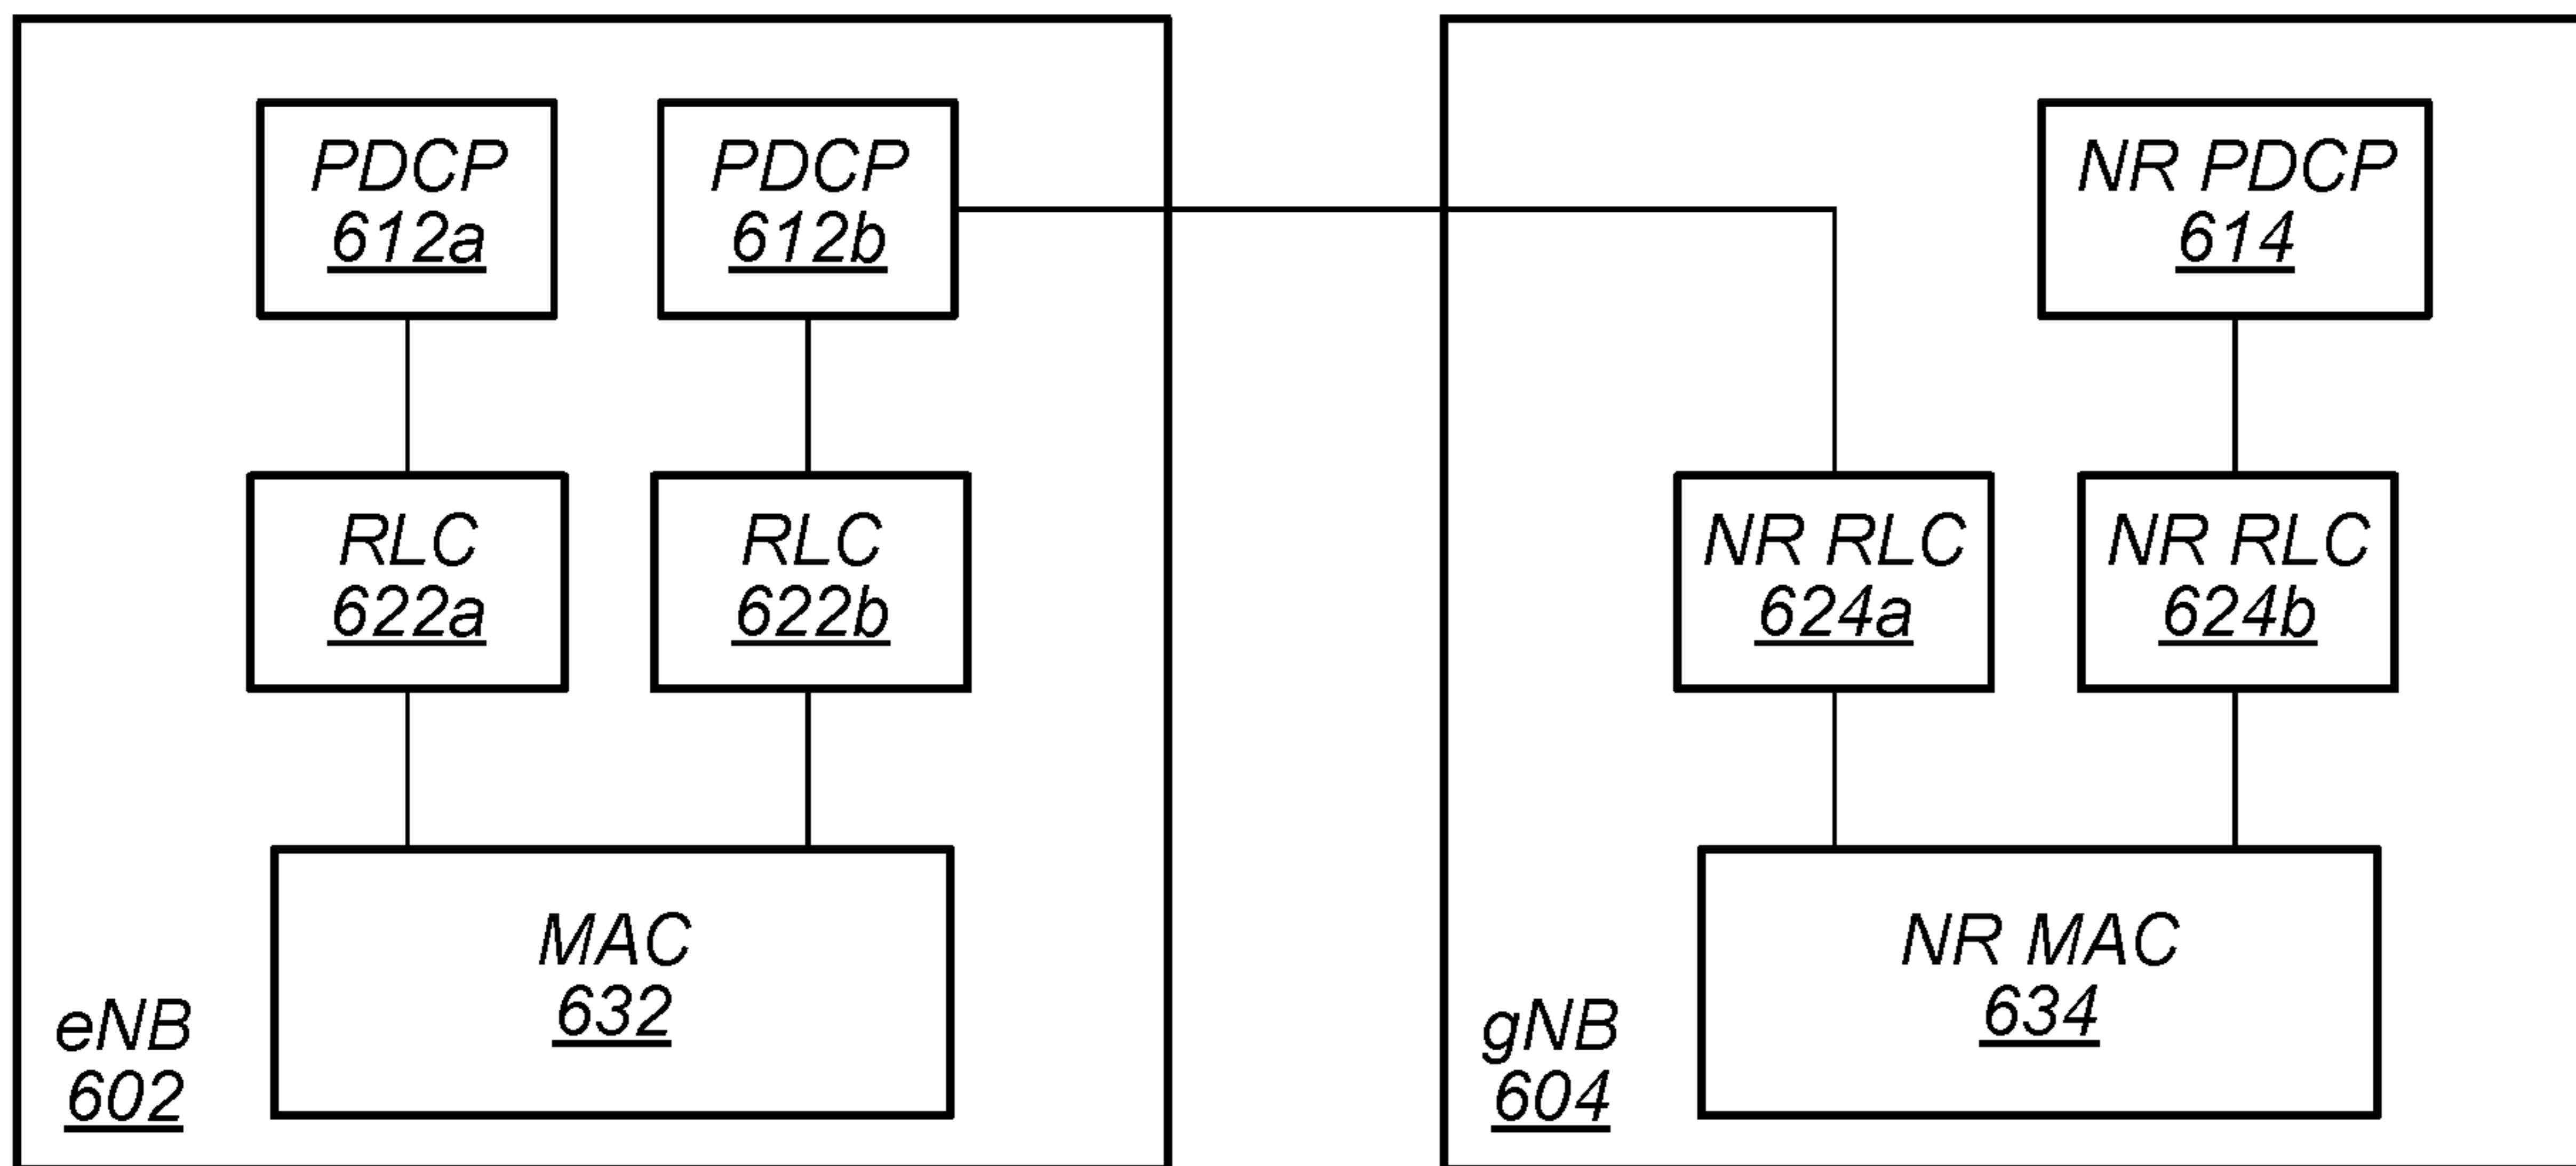 PDCP
612a
PDCP
612b
NR PDCP
614
RLC
622a
RLC
622b
NR RLC
624a
NR RLC
624b
MAC
632
NR MAC
634
eNB
602
gNB
604